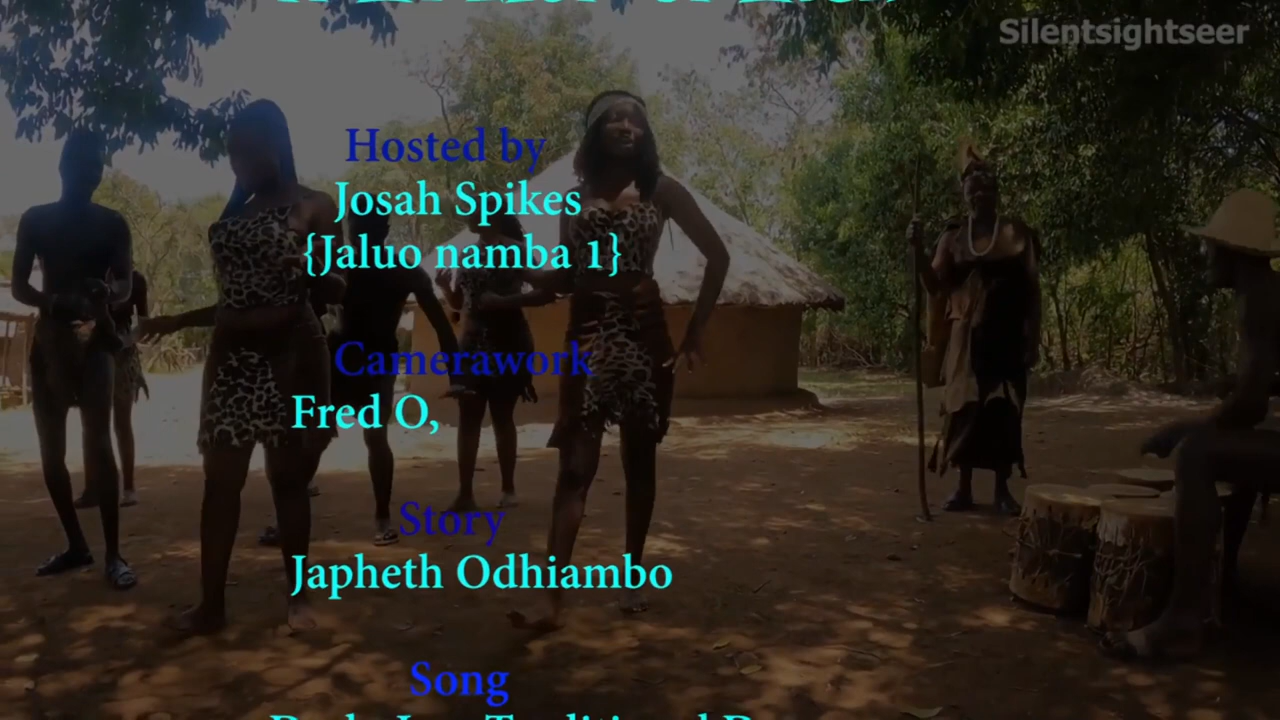 Silentsightseer
Hosted by
Josah Spikes
{Jaluo namba 1}
Camerawork
Fred O,
Story
Japheth Odhiambo
Song